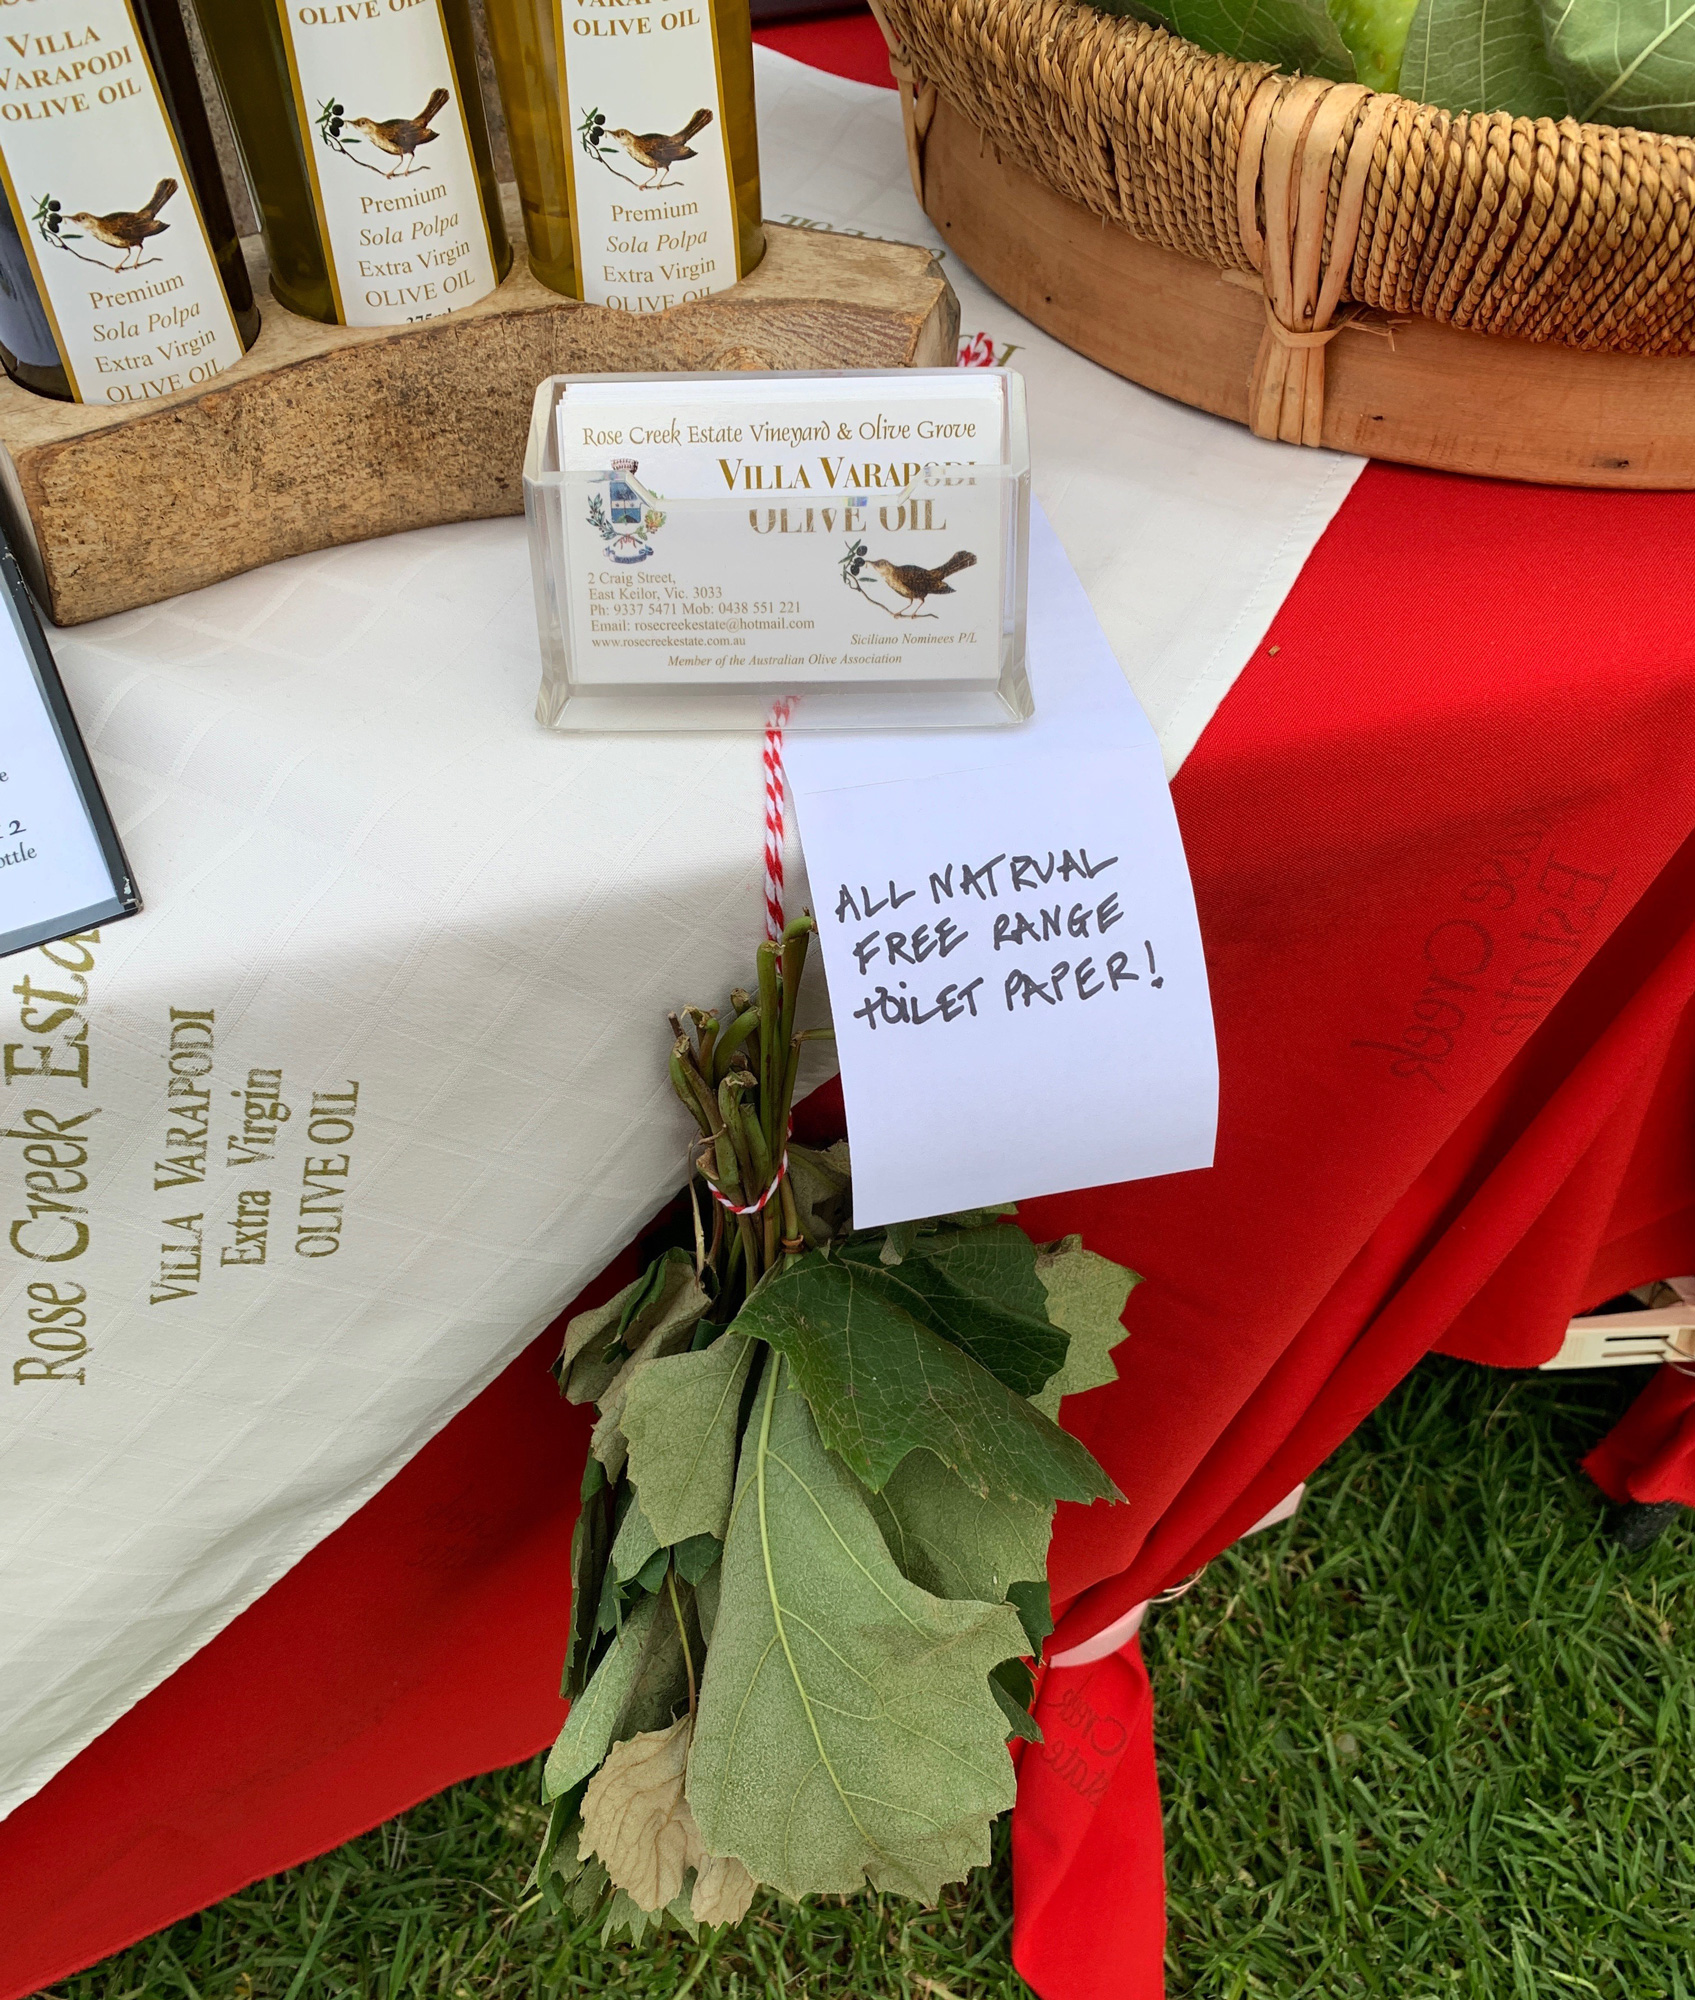 VILLA
VARAPODI
OLIVE OIL
Premium
Sola Polpa
Extra Virgin
OLIVE OIL
OLIVE OIL
Premium
Sola Polpa
Extra Virgin
OLIVE OIL
OLIVE OIL
Premium
Sola Polpa
Extra Virgin
OLIVE OIL
Rose Creek Estate Vineyard & Olive Grove
VILLA VARAPODI
OLIVE OIL
2 Craig Street,
East Keilor, Vic. 3033
Ph: 9337 5471 Mob: 0438 551 221
Email: rosecreekestate@hotmail.com
www.rosecreekestate.com.au
Siciliano Nominees P/L
Member of the Australian Olive Association
ALL NATRUAL
FREE RANGE
TOILET PAPER!
Rose Creek Esta
VILLA VARAPODI
Extra Virgin
OLIVE OIL
Creek
Estate
Creek